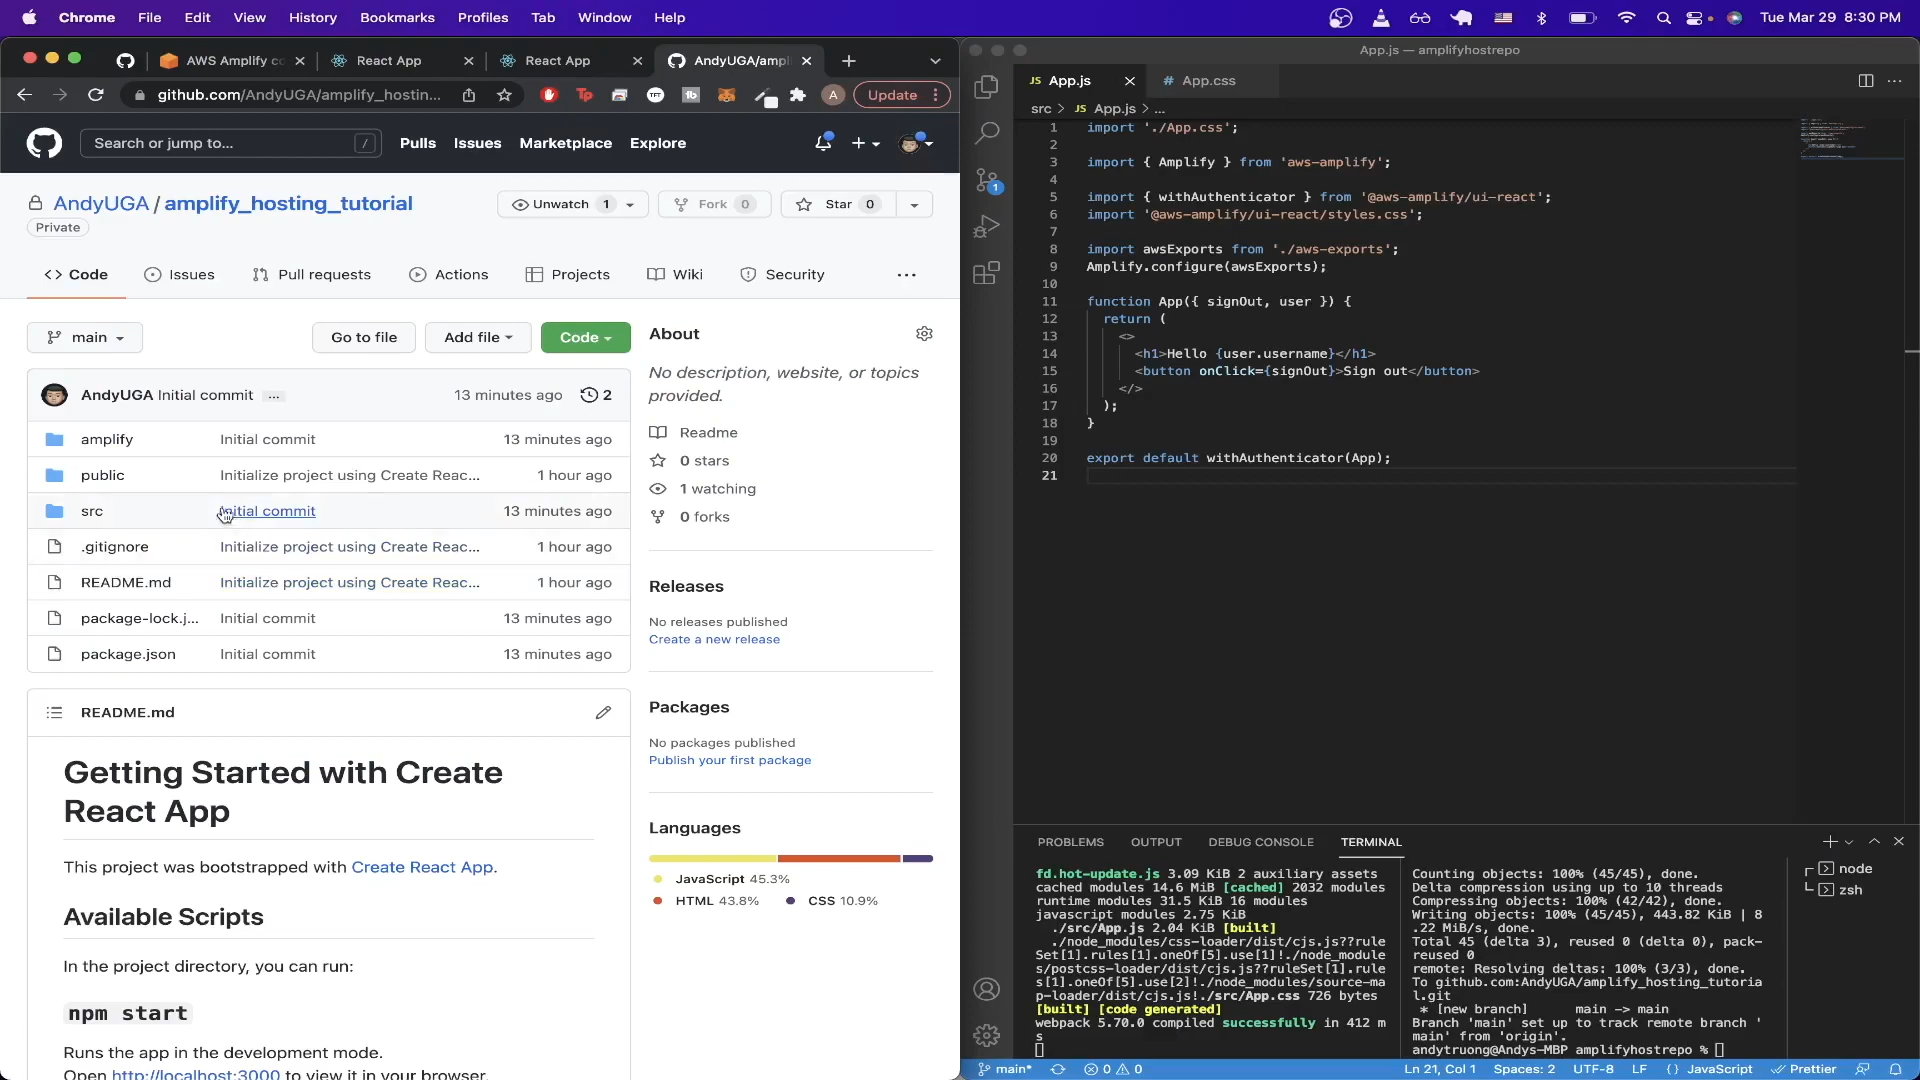 Chrome File Edit View History Bookmarks Profiles Tab Window Help
Tue Mar 29 8:30 PM
AWS Amplify co
React App
React App
AndyUGA/ampl
github.com/AndyUGA/amplify_hostin...
Update
Search or jump to... /
Pulls Issues Marketplace Explore
AndyUGA / amplify_hosting_tutorial
Private
Unwatch 1
Fork 0
Star 0
<> Code
Issues
Pull requests
Actions
Projects
Wiki
Security
...
main
Go to file
Add file
Code
AndyUGA Initial commit ... 13 minutes ago 2
amplify Initial commit 13 minutes ago
public Initialize project using Create Reac... 1 hour ago
src Initial commit 13 minutes ago
.gitignore Initialize project using Create Reac... 1 hour ago
README.md Initialize project using Create Reac... 1 hour ago
package-lock.j... Initial commit 13 minutes ago
package.json Initial commit 13 minutes ago
README.md
Getting Started with Create
React App
This project was bootstrapped with Create React App.
Available Scripts
In the project directory, you can run:
npm start
Runs the app in the development mode.
Open http://localhost:3000 to view it in your browser.
About
No description, website, or topics
provided.
Readme
0 stars
1 watching
0 forks
Releases
No releases published
Create a new release
Packages
No packages published
Publish your first package
Languages
JavaScript 45.3%
HTML 43.8% CSS 10.9%
App.js — amplifyhostrepo
JS App.js
# App.css
src > JS App.js > ...
1 import './App.css';
2
3 import { Amplify } from 'aws-amplify';
4
5 import { withAuthenticator } from '@aws-amplify/ui-react';
6 import '@aws-amplify/ui-react/styles.css';
7
8 import awsExports from './aws-exports';
9 Amplify.configure(awsExports);
10
11 function App({ signOut, user }) {
12 return (
13 <>
14 <h1>Hello {user.username}</h1>
15 <button onClick={signOut}>Sign out</button>
16 </>
17 );
18 }
19
20 export default withAuthenticator(App);
21
PROBLEMS OUTPUT DEBUG CONSOLE TERMINAL
fd.hot-update.js 3.09 KiB 2 auxiliary assets
cached modules 14.6 MiB [cached] 2032 modules
runtime modules 31.5 KiB 16 modules
javascript modules 2.75 KiB
./src/App.js 2.04 KiB [built]
./node_modules/css-loader/dist/cjs.js??rule
Set[1].rules[1].oneOf[5].use[1]!./node_module
s/postcss-loader/dist/cjs.js??ruleSet[1].rule
s[1].oneOf[5].use[2]!./node_modules/source-ma
p-loader/dist/cjs.js!./src/App.css 726 bytes
[built] [code generated]
webpack 5.70.0 compiled successfully in 412 m
s
Counting objects: 100% (45/45), done.
Delta compression using up to 10 threads
Compressing objects: 100% (42/42), done.
Writing objects: 100% (45/45), 443.82 KiB | 8
.22 MiB/s, done.
Total 45 (delta 3), reused 0 (delta 0), pack-
reused 0
remote: Resolving deltas: 100% (3/3), done.
To github.com:AndyUGA/amplify_hosting_tutoria
l.git
* [new branch] main -> main
Branch 'main' set up to track remote branch '
main' from 'origin'.
andytruong@Andys-MBP amplifyhostrepo %
node
zsh
main* 0 0
Ln 21, Col 1 Spaces: 2 UTF-8 LF {} JavaScript Prettier